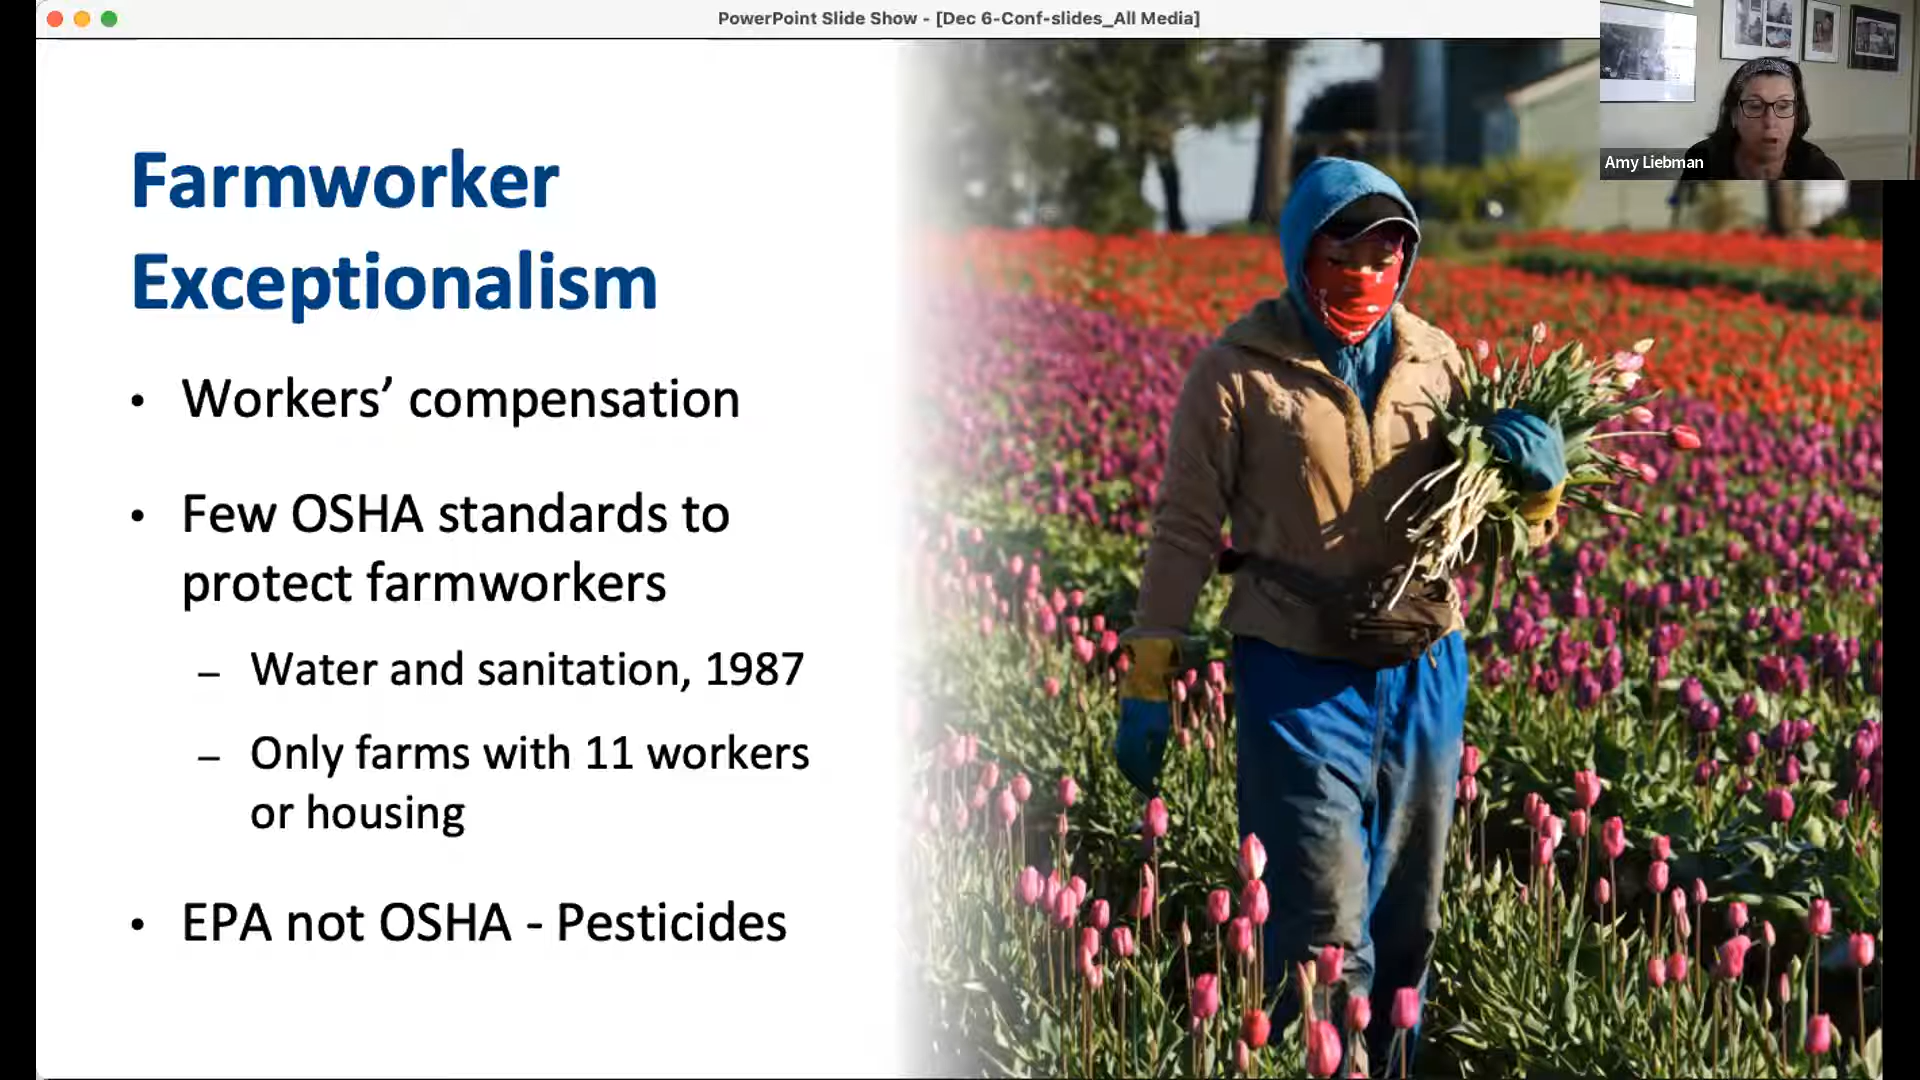 PowerPoint Slide Show - [Dec 6-Conf-slides_All Media]
Amy Liebman
Farmworker
Exceptionalism
• Workers’ compensation
• Few OSHA standards to
protect farmworkers
– Water and sanitation, 1987
– Only farms with 11 workers
or housing
• EPA not OSHA - Pesticides